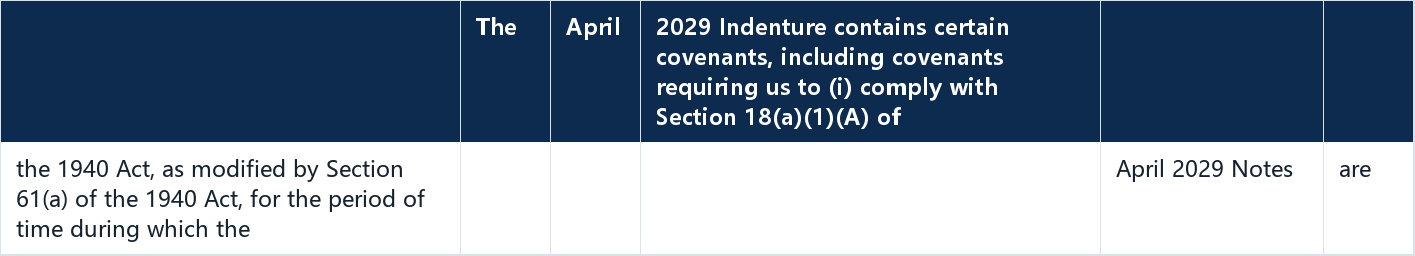 The April 2029 Indenture contains certain
covenants, including covenants
requiring us to (i) comply with
Section 18(a)(1)(A) of
the 1940 Act, as modified by Section April 2029 Notes are
61(a) of the 1940 Act, for the period of
time during which the